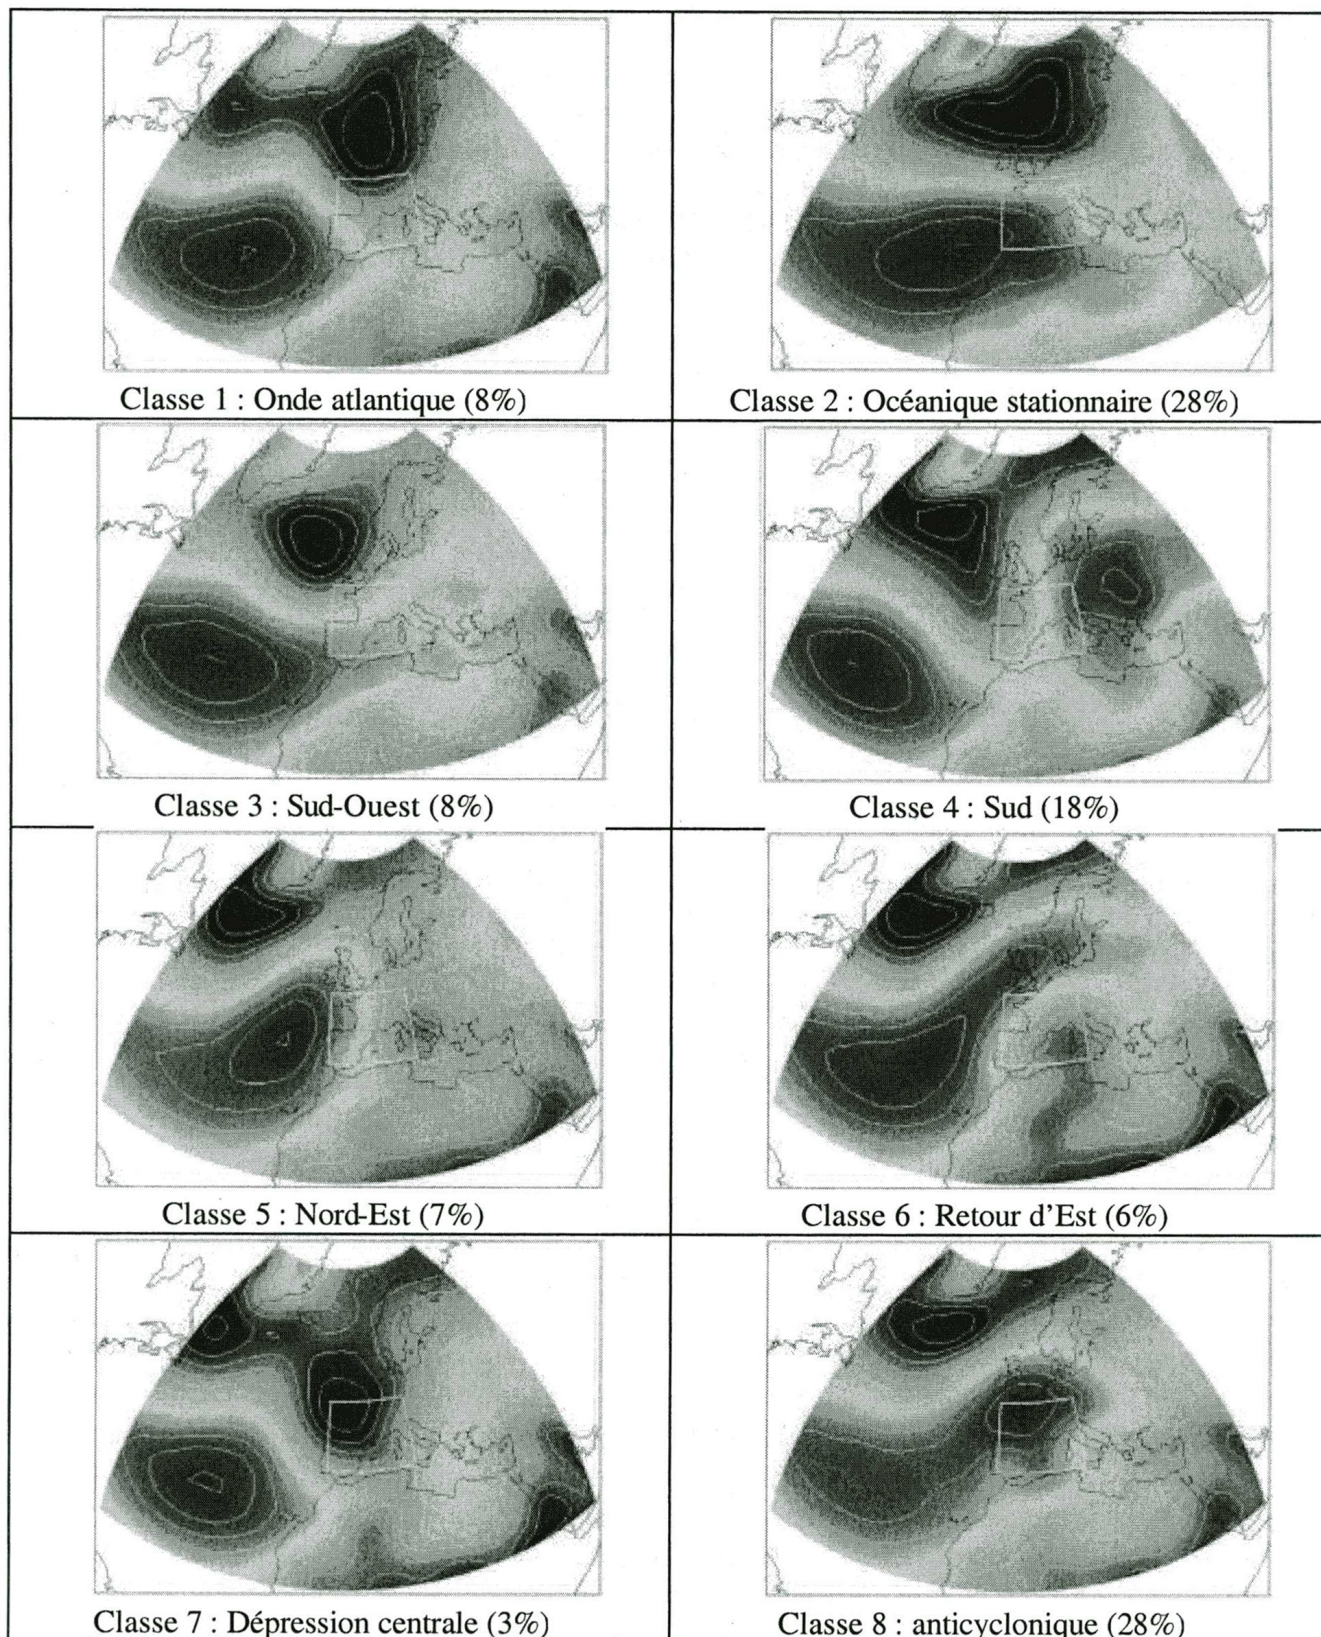 Classe 1 : Onde atlantique (8%)
Classe 2 : Océanique stationnaire (28%)
Classe 3 : Sud-Ouest (8%)
Classe 4 : Sud (18%)
Classe 5 : Nord-Est (7%)
Classe 6 : Retour d'Est (6%)
Classe 7 : Dépression centrale (3%)
Classe 8 : anticyclonique (28%)